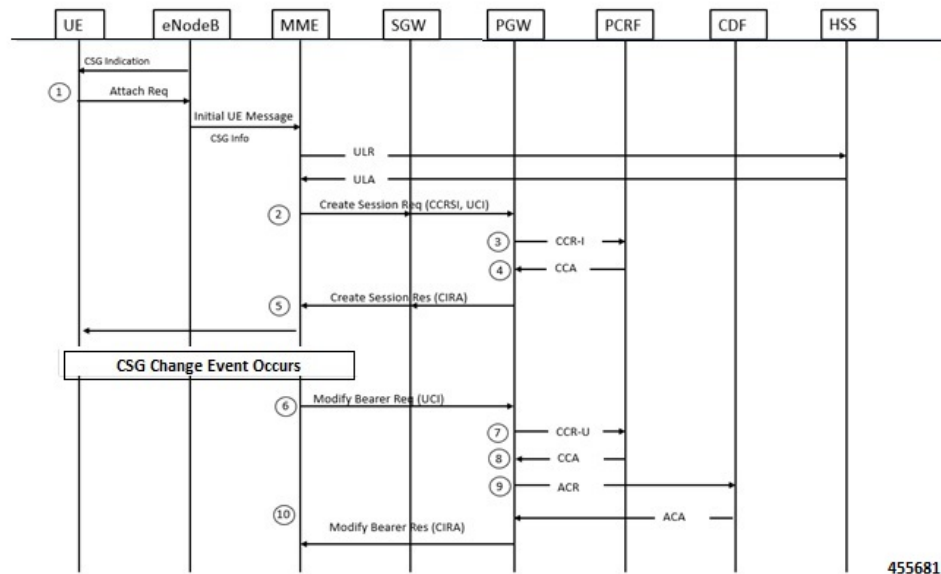 UE eNodeB MME SGW PGW PCRF CDF HSS
CSG Indication
1 Attach Req
Initial UE Message
CSG Info
ULR
ULA
2 Create Session Req (CCRSI, UCI)
3 CCR-I
4 CCA
5 Create Session Res (CIRA)
CSG Change Event Occurs
6 Modify Bearer Req (UCI)
7 CCR-U
8 CCA
9 ACR
10 ACA
Modify Bearer Res (CIRA)
455681